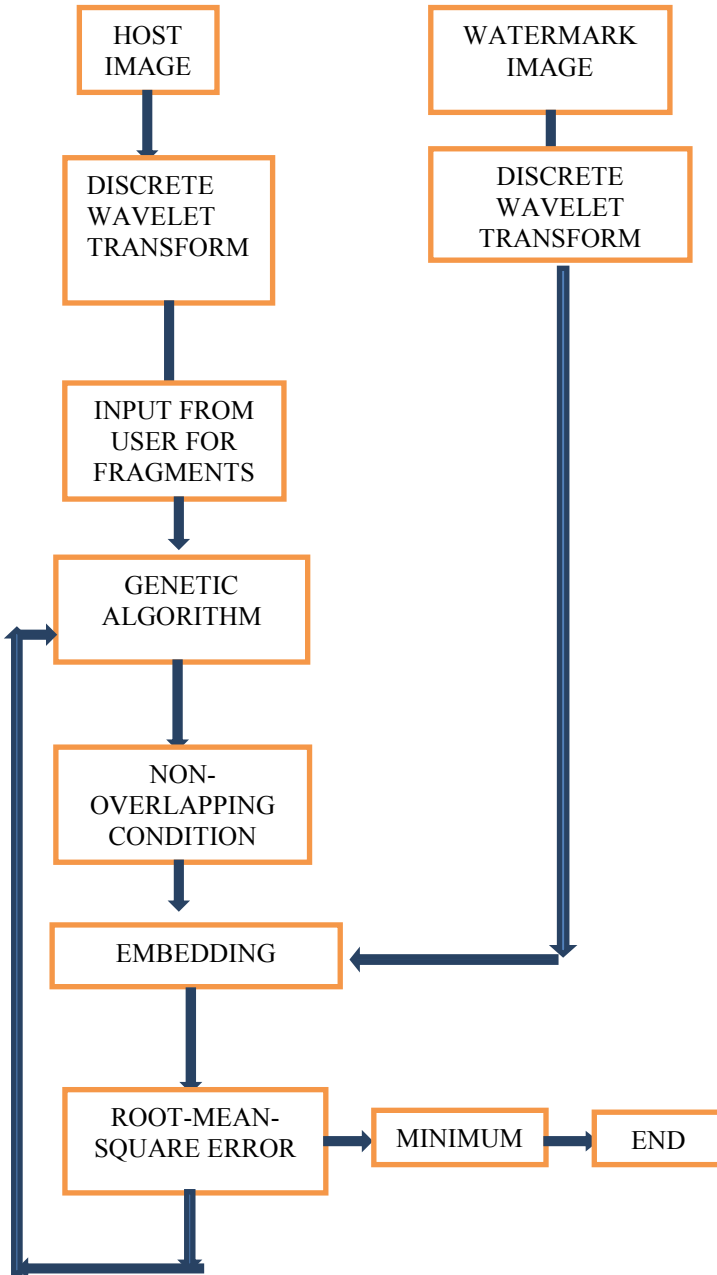 HOST
IMAGE
WATERMARK
IMAGE
DISCRETE
WAVELET
TRANSFORM
DISCRETE
WAVELET
TRANSFORM
INPUT FROM
USER FOR
FRAGMENTS
GENETIC
ALGORITHM
NON-
OVERLAPPING
CONDITION
EMBEDDING
ROOT-MEAN-
SQUARE ERROR
MINIMUM
END